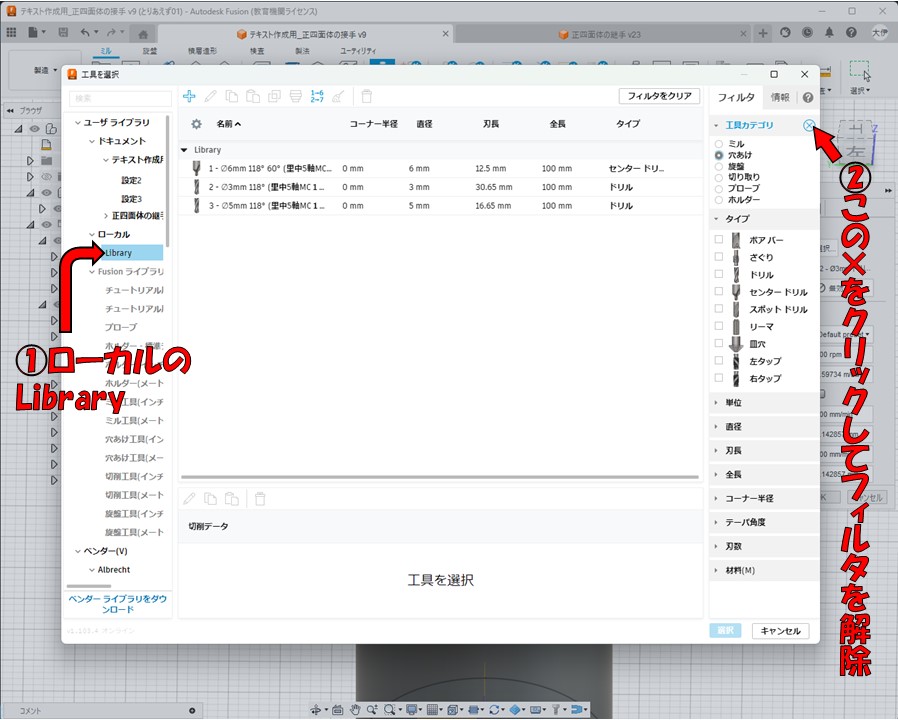 テキスト作成用_正四面体の接手 v9 (とりあえず01) - Autodesk Fusion (教育機関ライセンス)
テキスト作成用_正四面体の接手 v9
正四面体の継手 v23
大伊
ミル
旋盤
積層造形
検査
製法
ユーティリティ
製造
選択
ブラウザ
工具を選択
検索
フィルタをクリア
フィルタ
情報
ユーザ ライブラリ
ドキュメント
テキスト作成用
設定2
設定3
正四面体の継手
ローカル
Library
Fusion ライブラリ
チュートリアル
チュートリアル
プローブ
ホルダー - 標準
ホルダー(メート
ミル工具(インチ
ミル工具(メート
穴あけ工具(イン
穴あけ工具(メー
切削工具(インチ
切削工具(メート
旋盤工具(インチ
旋盤工具(メート
ベンダー(V)
Albrecht
ベンダー ライブラリをダウ
ンロード
名前
コーナー半径
直径
刃長
全長
タイプ
Library
1 - ∅6mm 118° 60° (里中5軸MC...
0 mm
6 mm
12.5 mm
100 mm
センター ドリ...
2 - ∅3mm 118° (里中5軸MC 1 ...
0 mm
3 mm
30.65 mm
100 mm
ドリル
3 - ∅5mm 118° (里中5軸MC 1 ...
0 mm
5 mm
16.65 mm
100 mm
ドリル
切削データ
工具を選択
工具カテゴリ
ミル
穴あけ
旋盤
切り取り
プローブ
ホルダー
タイプ
ボア バー
さぐり
ドリル
センター ドリル
スポット ドリル
リーマ
皿穴
左タップ
右タップ
単位
直径
刃長
全長
コーナー半径
テーパ角度
刃数
材料(M)
選択
キャンセル
①ローカルの
Library
②この×をクリックしてフィルタを解除
左
Z
コメント